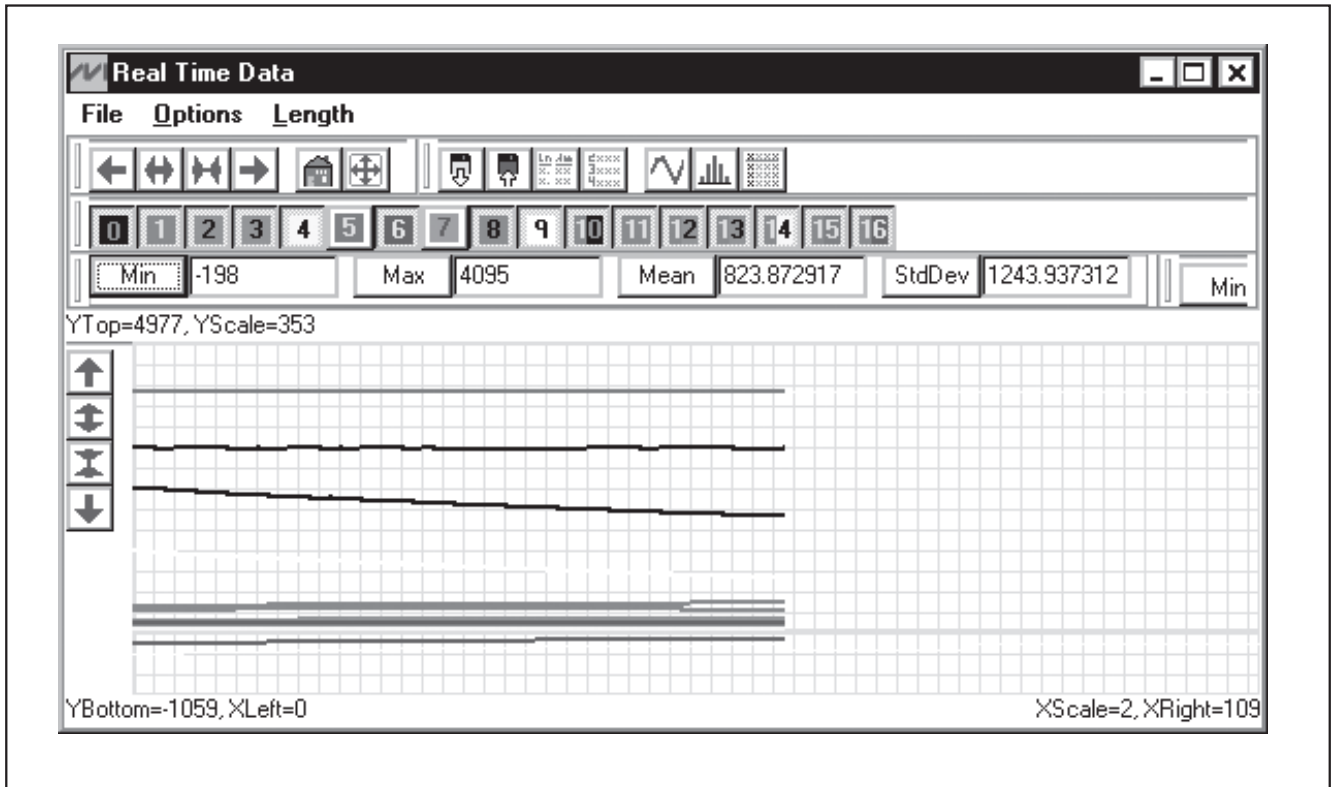 Real Time Data
File Options Length
0 1 2 3 4 5 6 7 8 9 10 11 12 13 14 15 16
Min -198 Max 4095 Mean 823.872917 StdDev 1243.937312 Min
YTop=4977, YScale=353
YBottom=-1059, XLeft=0 XScale=2, XRight=109